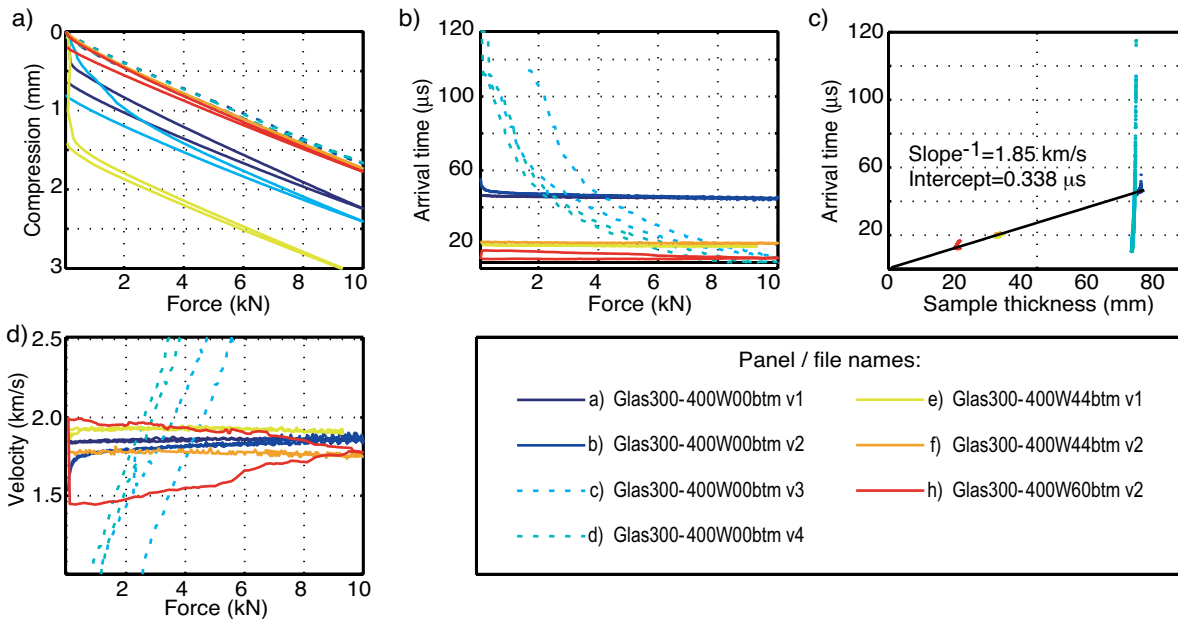 a)
0
1
2
3
Compression (mm)
2
4
6
8
10
Force (kN)
b)
120
100
60
20
Arrival time (μs)
2
4
6
8
10
Force (kN)
c)
120
100
60
20
Arrival time (μs)
Slope-1=1.85 km/s
Intercept=0.338 μs
0
20
40
60
80
Sample thickness (mm)
d)
2.5
2.0
1.5
Velocity (km/s)
2
4
6
8
10
Force (kN)
Panel / file names:
a) Glas300-400W00btm v1
b) Glas300-400W00btm v2
c) Glas300-400W00btm v3
d) Glas300-400W00btm v4
e) Glas300-400W44btm v1
f) Glas300-400W44btm v2
h) Glas300-400W60btm v2